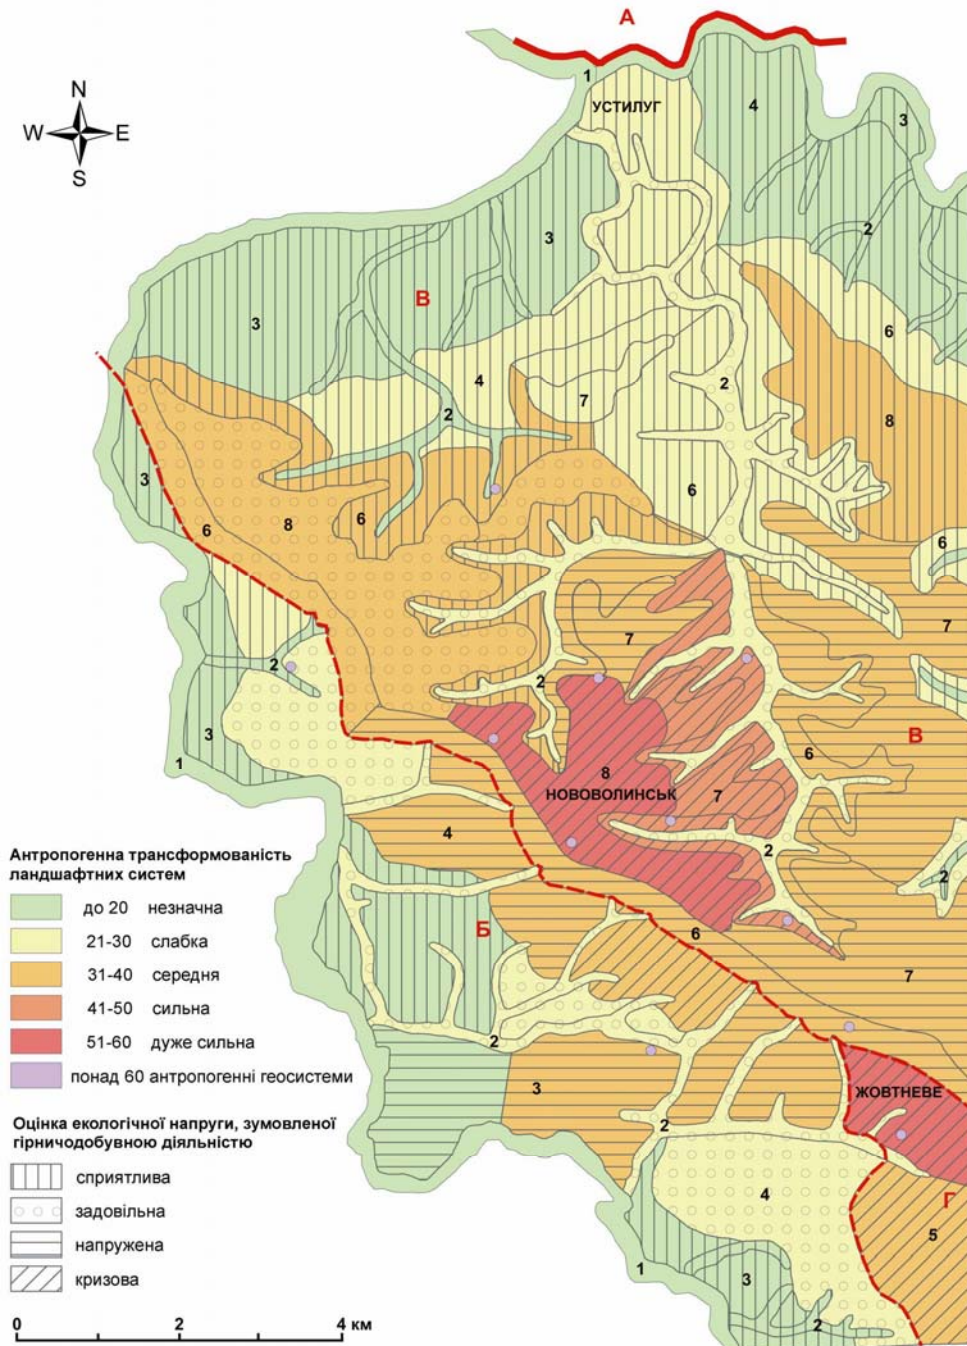 А
N
W E
S
1
УСТИЛУГ
4
3
3
2
В
3
6
4
7
2
2
8
3
6
8
6
6
6
7
7
2
2
3
1
2
6
В
8
НОВОВОЛИНСЬК
7
4
2
2
Б
6
7
2
3
ЖОВТНЕВЕ
2
4
Г
5
1
3
2
Антропогенна трансформованість
ландшафтних систем
до 20 незначна
21-30 слабка
31-40 середня
41-50 сильна
51-60 дуже сильна
понад 60 антропогенні геосистеми
Оцінка екологічної напруги, зумовленої
гірничодобувною діяльністю
сприятлива
задовільна
напружена
кризова
0 2 4 км